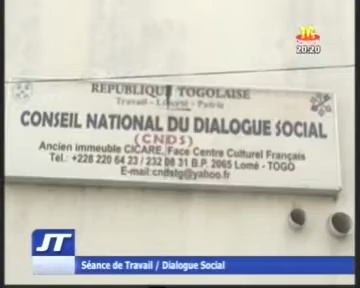 20:20
REPUBLIQUE TOGOLAISE
Travail - Liberté - Patrie
CONSEIL NATIONAL DU DIALOGUE SOCIAL
(CNDS)
Ancien immeuble CICARE, Face Centre Culturel Français
Tél.: +228 220 64 23 / 232 08 31 B.P. 2065 Lomé - TOGO
E-mail:cndstg@yahoo.fr
JT
Séance de Travail / Dialogue Social